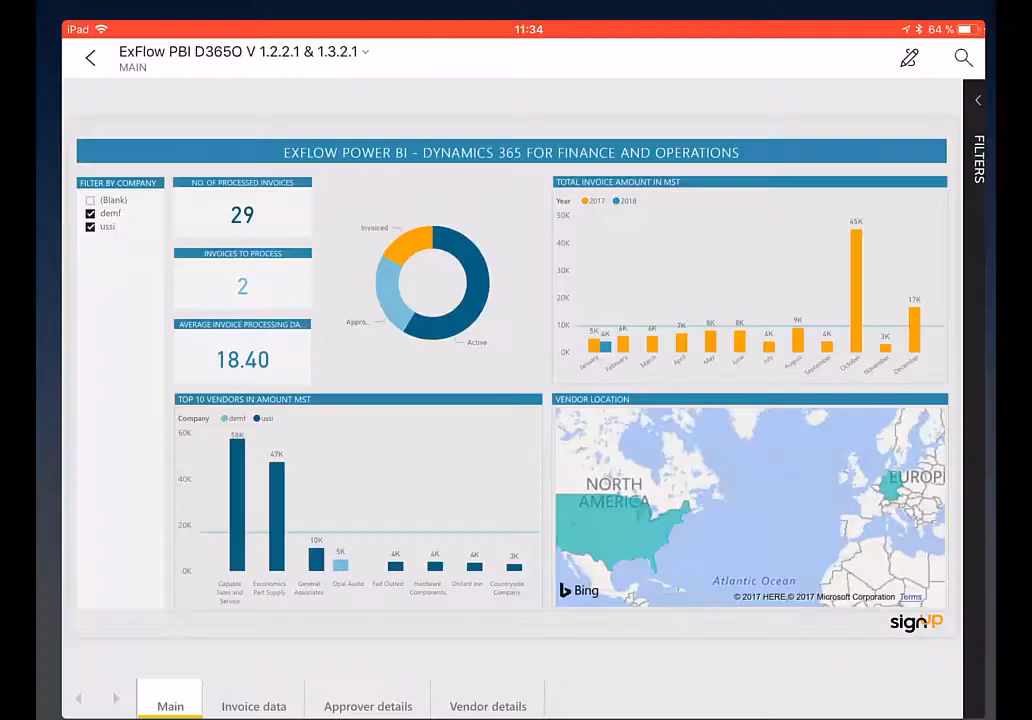 iPad 11:34 64 %
ExFlow PBI D365O V 1.2.2.1 & 1.3.2.1
MAIN
FILTERS
EXFLOW POWER BI - DYNAMICS 365 FOR FINANCE AND OPERATIONS
FILTER BY COMPANY
(Blank)
demf
ussi
NO. OF PROCESSED INVOICES
29
INVOICES TO PROCESS
2
AVERAGE INVOICE PROCESSING DA...
18.40
Invoiced
Appro...
Active
TOTAL INVOICE AMOUNT IN MST
Year 2017 2018
50K
40K
30K
20K
10K
0K
5K 4K 6K 6K 7K 8K 8K 4K 9K 4K 45K 3K 17K
January February March April May June July August September October November December
TOP 10 VENDORS IN AMOUNT MST
Company demf ussi
60K
40K
20K
0K
58K 47K 10K 5K 4K 4K 4K 3K
Capable Sales and Service
Economics Part Supply
General Associates
Opal Audio
Fad Outled
Hardware Components.
Distant Inn
Countryside Company
VENDOR LOCATION
NORTH
AMERICA
EUROP
Atlantic Ocean
Bing
© 2017 HERE,© 2017 Microsoft Corporation Terms
signUP
Main Invoice data Approver details Vendor details